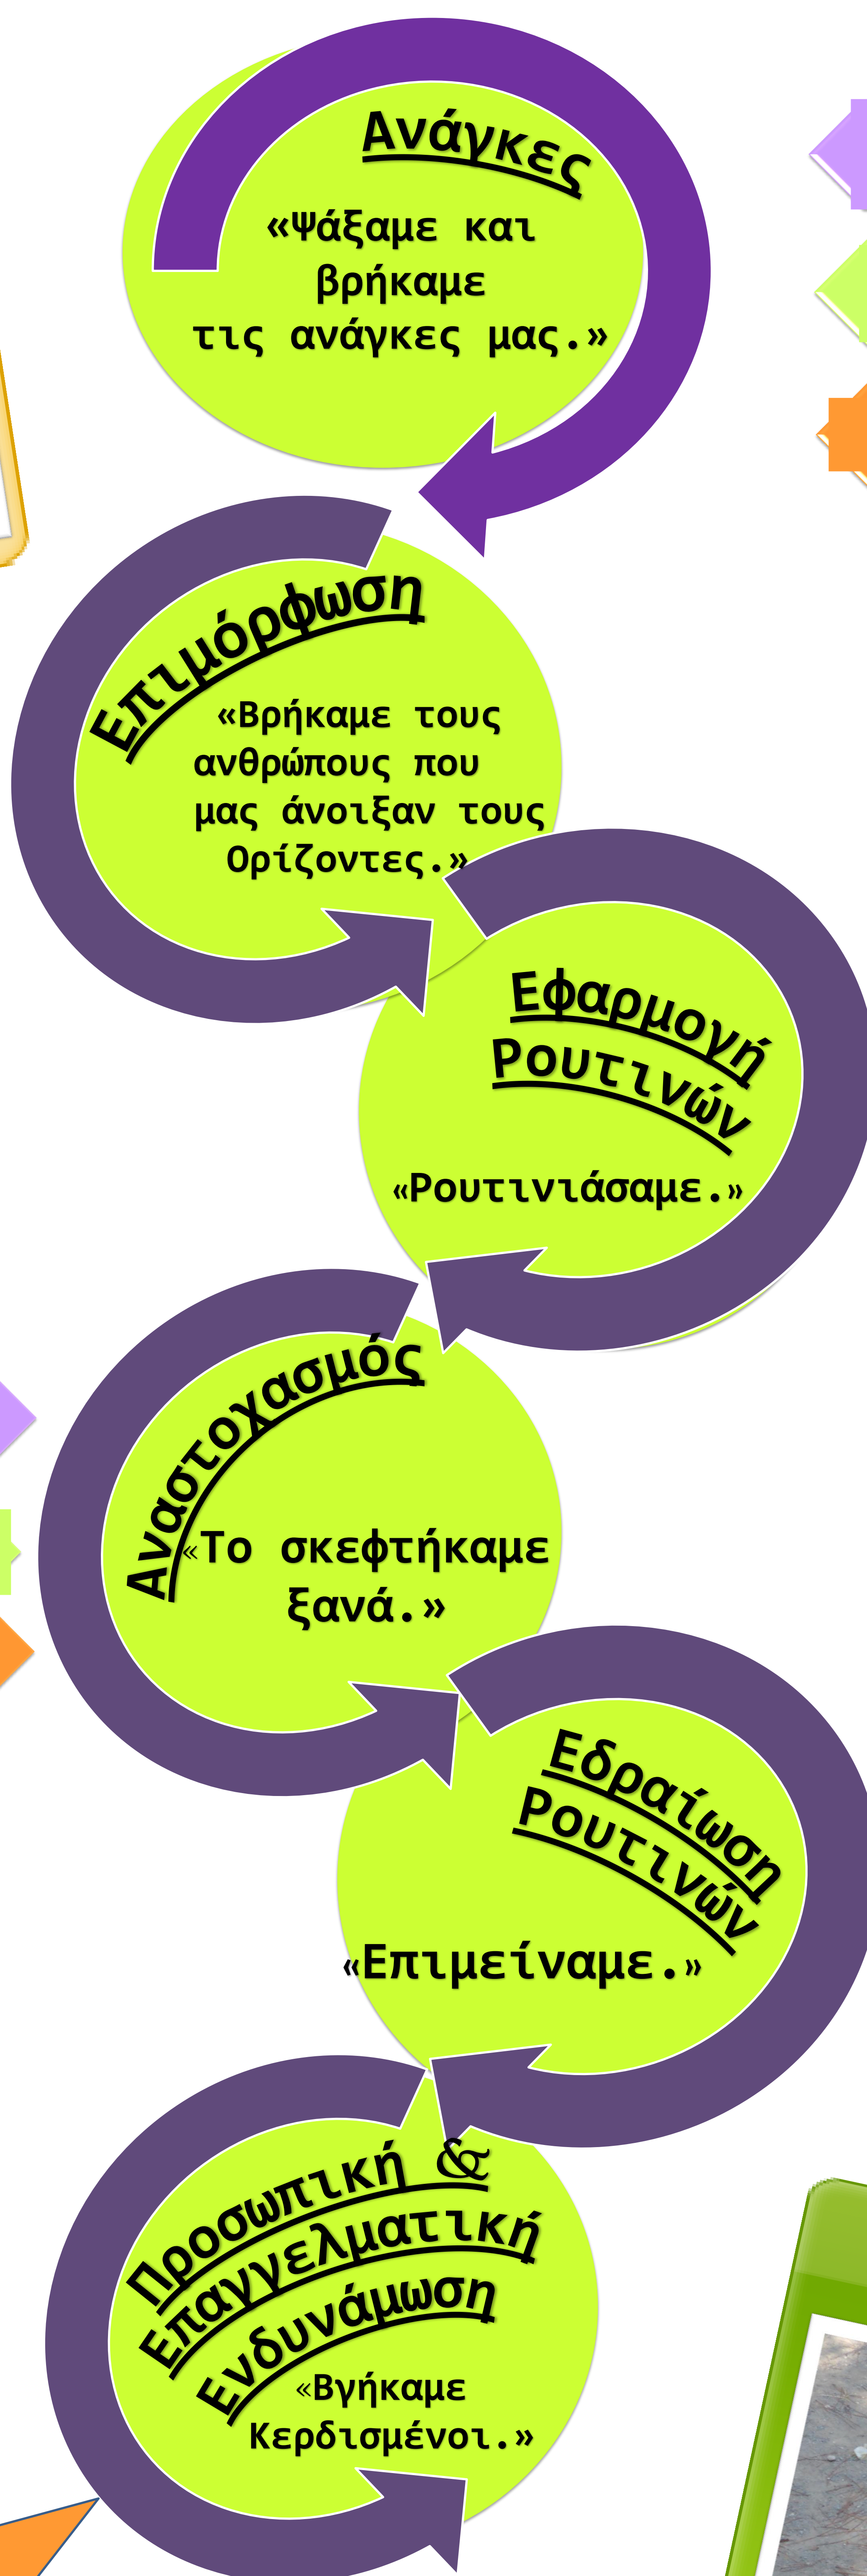 Ανάγκες
«Ψάξαμε και
βρήκαμε
τις ανάγκες μας.»
Επιμόρφωση
«Βρήκαμε τους
ανθρώπους που
μας άνοιξαν τους
Ορίζοντες.»
Εφαρμογή
Ρουτινών
«Ρουτινιάσαμε.»
Αναστοχασμός
«Το σκεφτήκαμε
ξανά.»
Εδραίωση
Ρουτινών
«Επιμείναμε.»
Προσωπική &
Επαγγελματική
Ενδυνάμωση
«Βγήκαμε
Κερδισμένοι.»